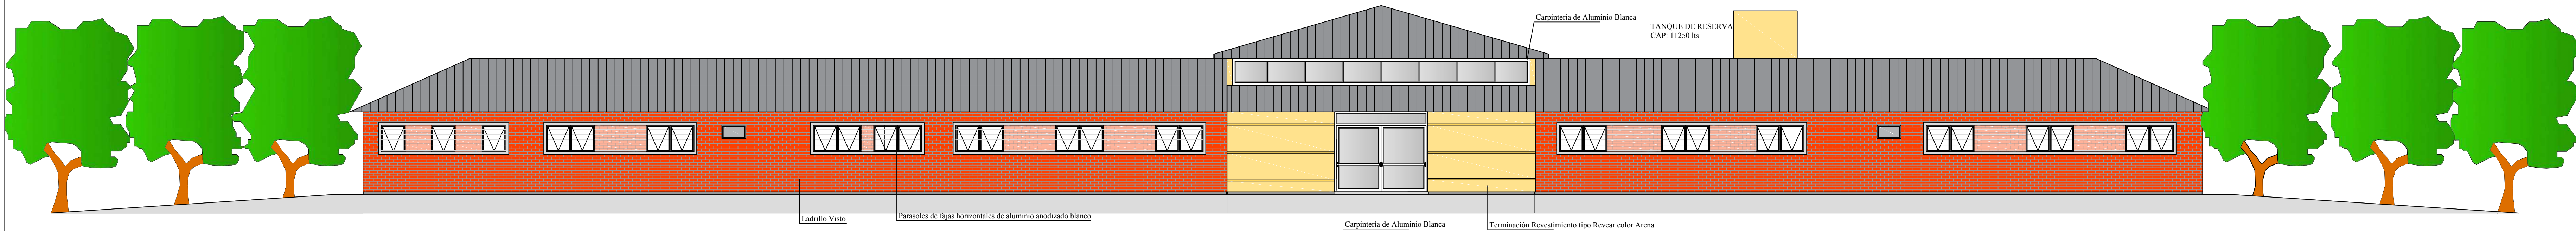 Carpintería de Aluminio Blanca
TANQUE DE RESERVA
CAP: 11250 lts
Ladrillo Visto
Parasoles de fajas horizontales de aluminio anodizado blanco
Carpintería de Aluminio Blanca
Terminación Revestimiento tipo Revear color Arena